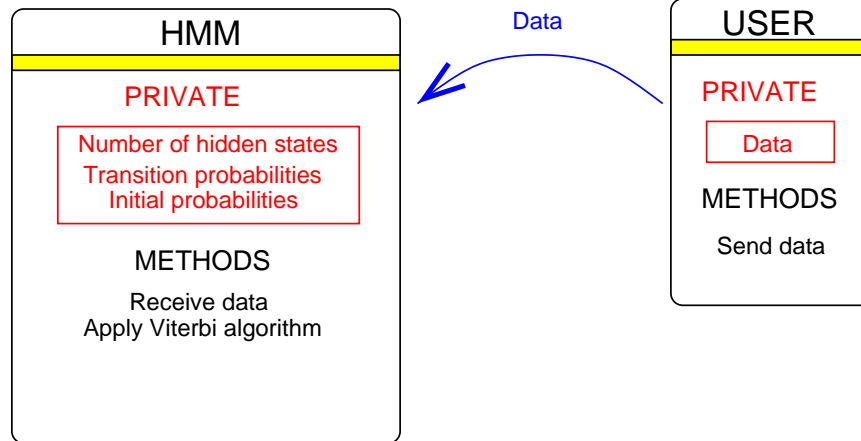 HMM
PRIVATE
Number of hidden states
Transition probabilities
Initial probabilities
METHODS
Receive data
Apply Viterbi algorithm
Data
USER
PRIVATE
Data
METHODS
Send data